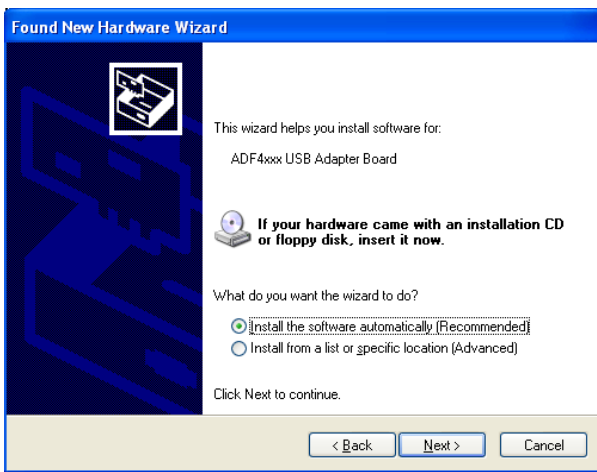 Found New Hardware Wizard
This wizard helps you install software for:
ADF4xxx USB Adapter Board
If your hardware came with an installation CD
or floppy disk, insert it now.
What do you want the wizard to do?
Install the software automatically (Recommended)
Install from a list or specific location (Advanced)
Click Next to continue.
< Back Next > Cancel